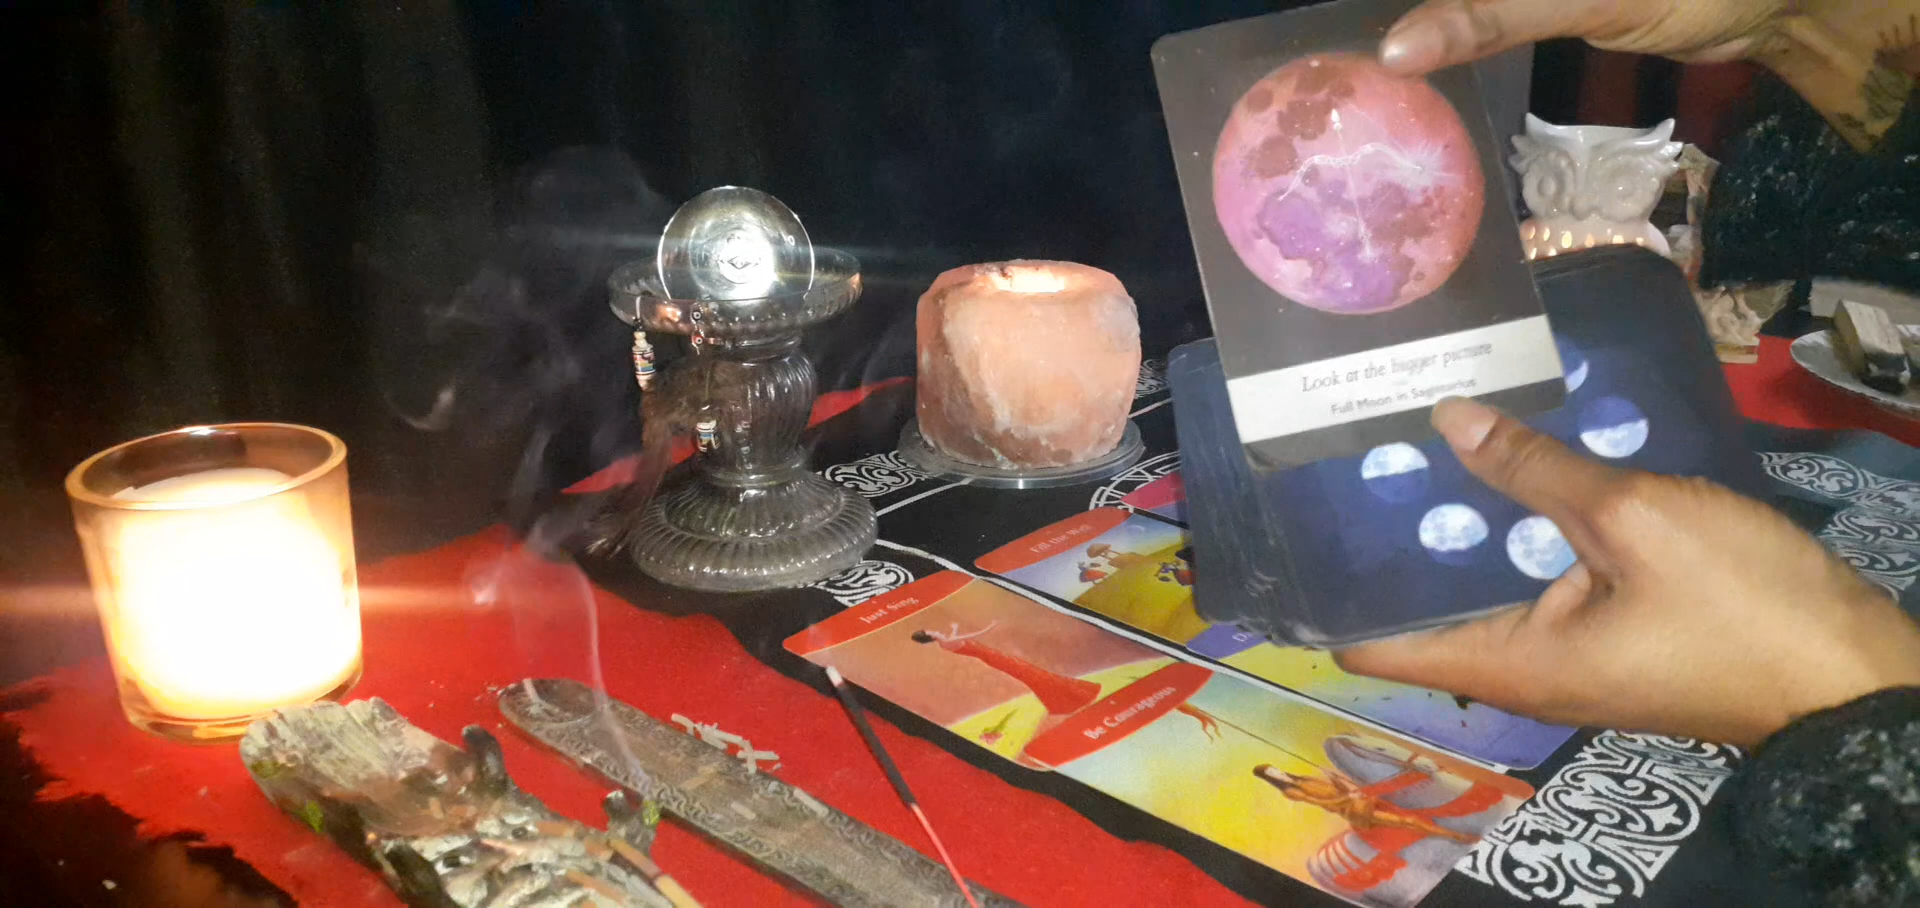 Look at the bigger picture
Full Moon in Sagittarius
Fill the Well
Just Sing
Be Courageous